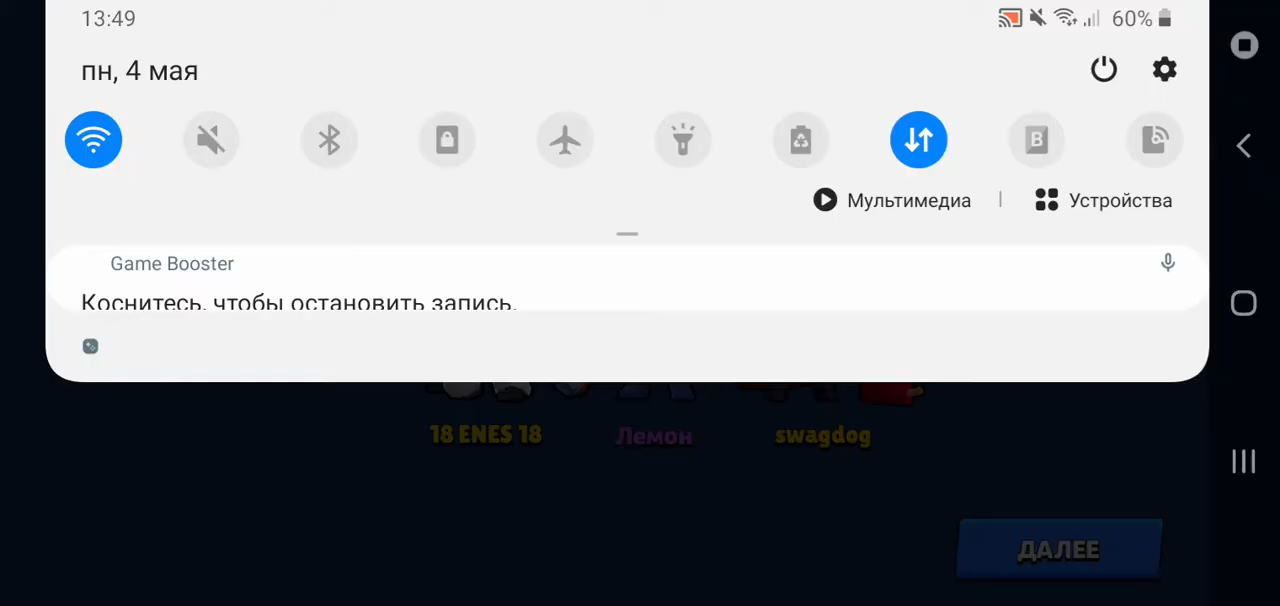 13:49
60%
пн, 4 мая
B
Мультимедиа
Устройства
Game Booster
Коснитесь, чтобы остановить запись.
18 ENES 18
Лемон
swagdog
ДАЛЕЕ